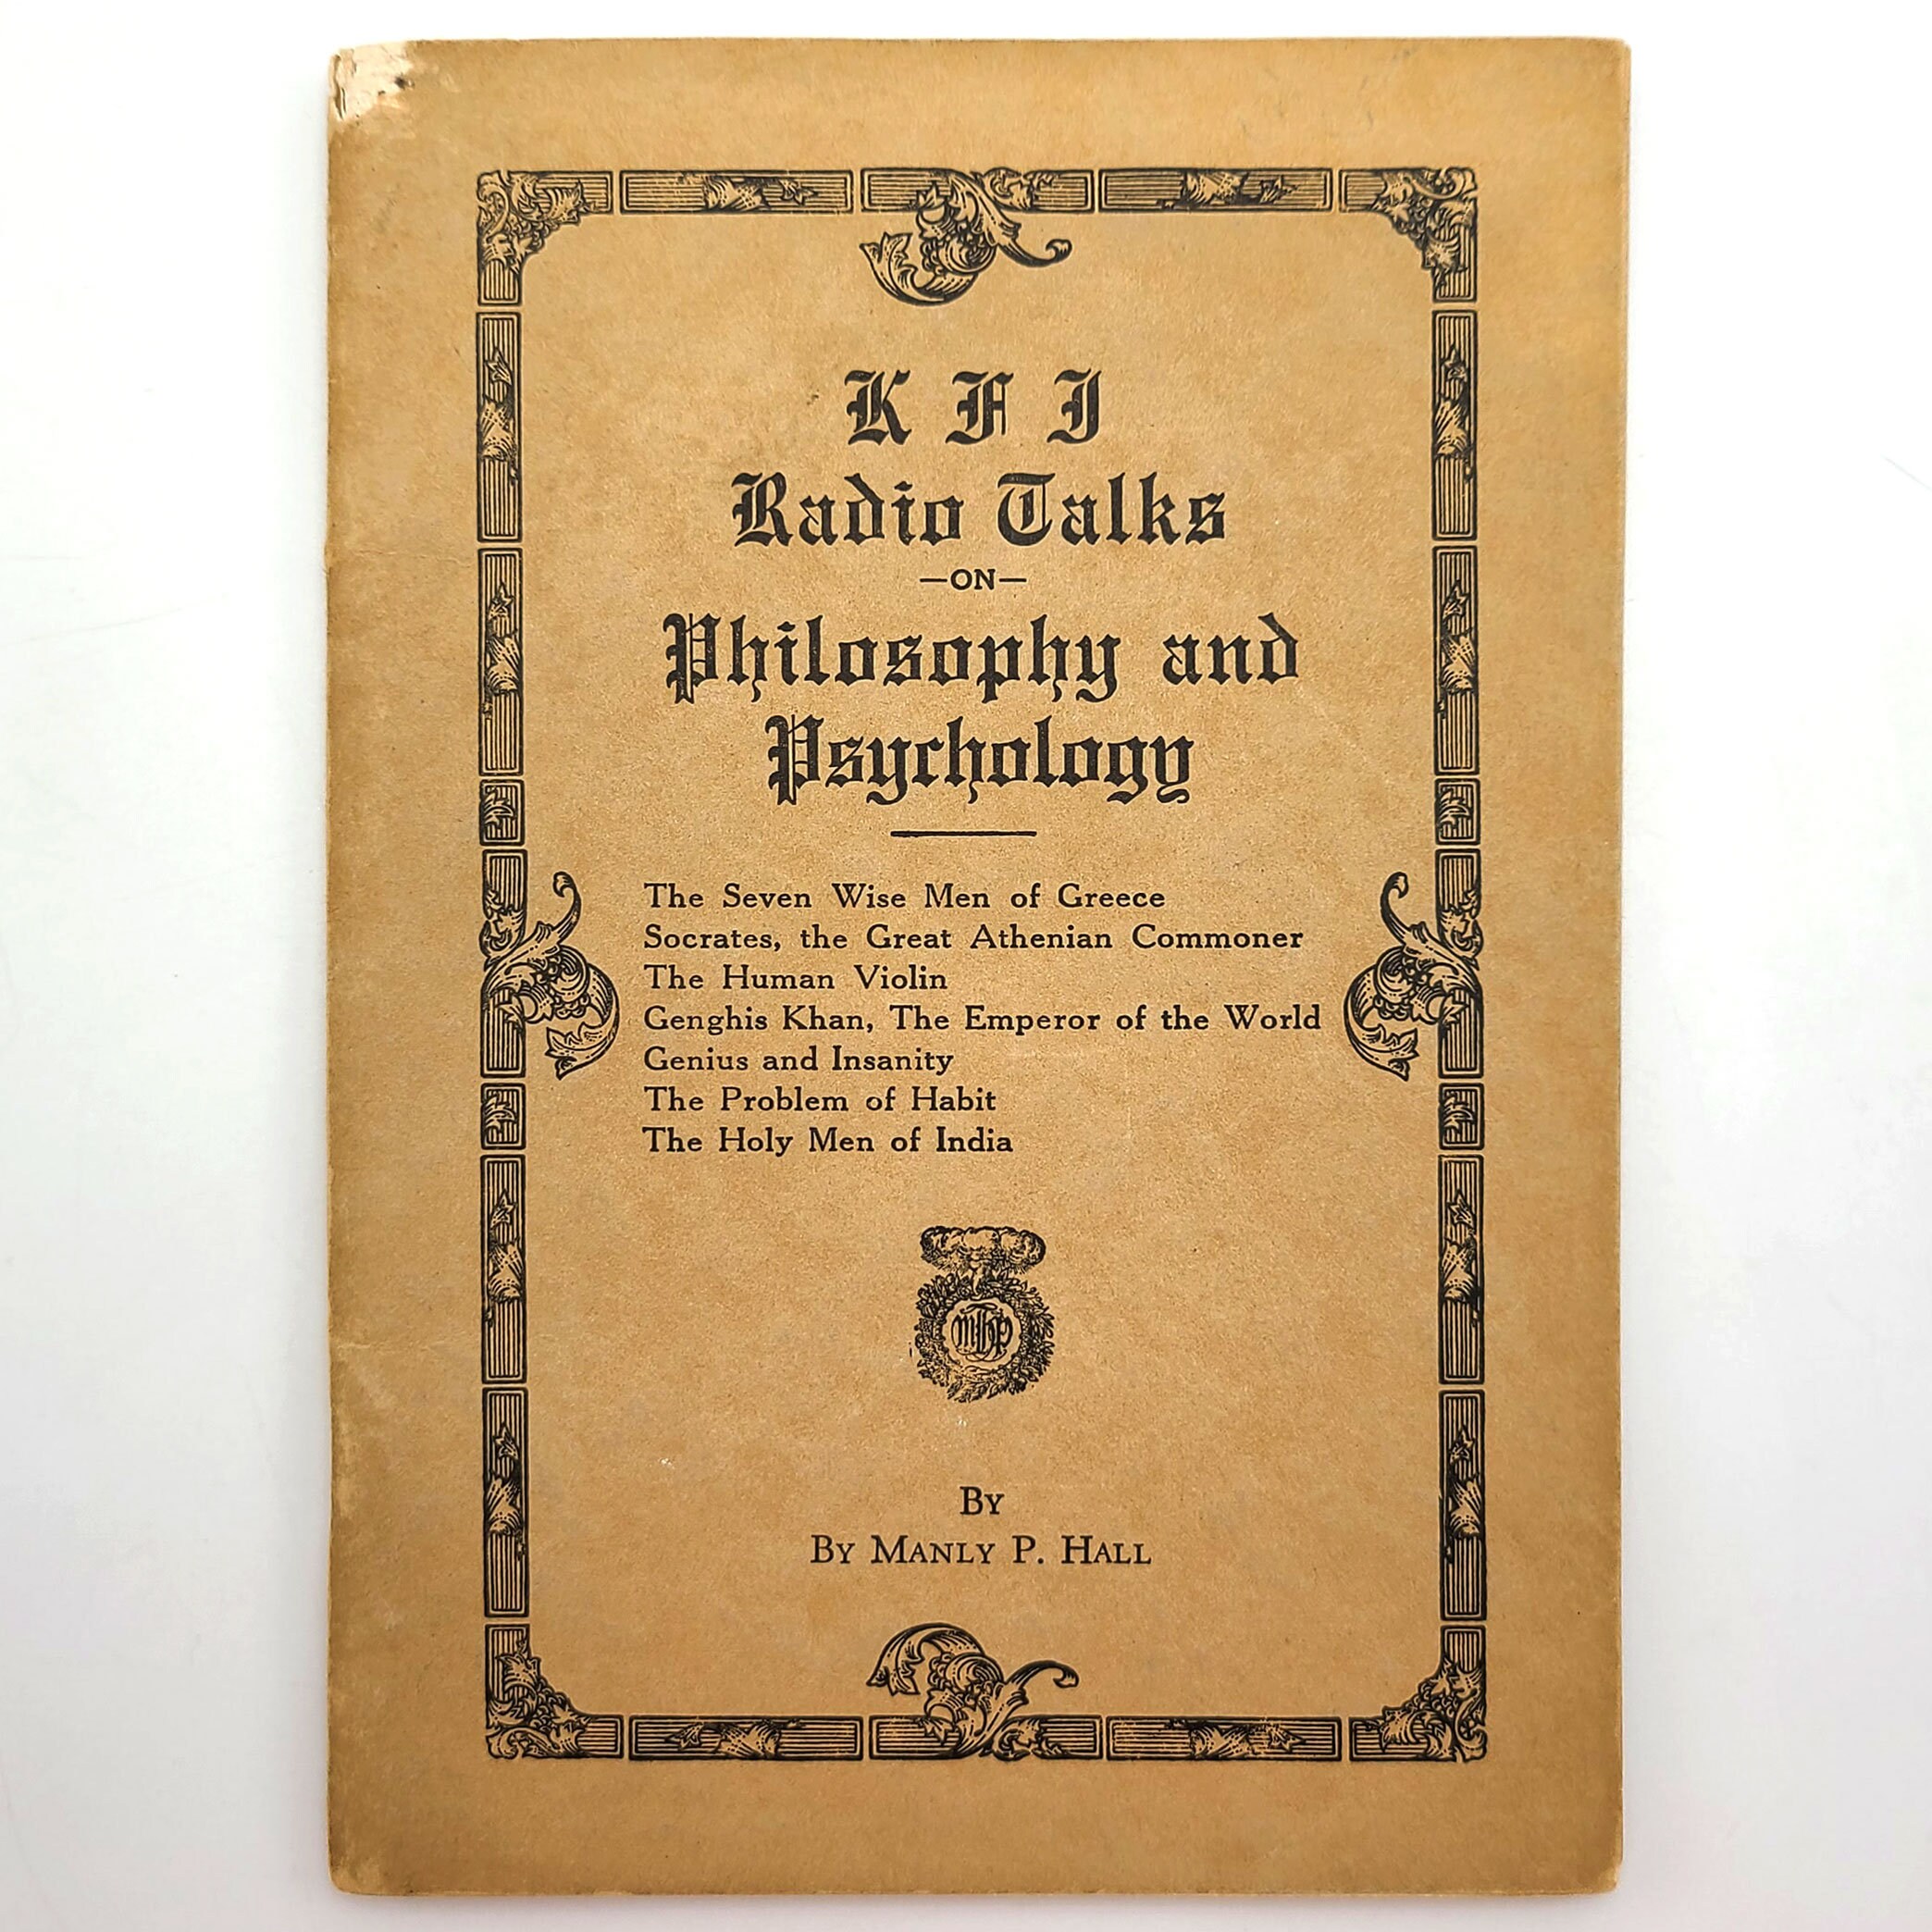 K F I
Radio Talks
—ON—
Philosophy and
Psychology
The Seven Wise Men of Greece
Socrates, the Great Athenian Commoner
The Human Violin
Genghis Khan, The Emperor of the World
Genius and Insanity
The Problem of Habit
The Holy Men of India
BY
BY MANLY P. HALL